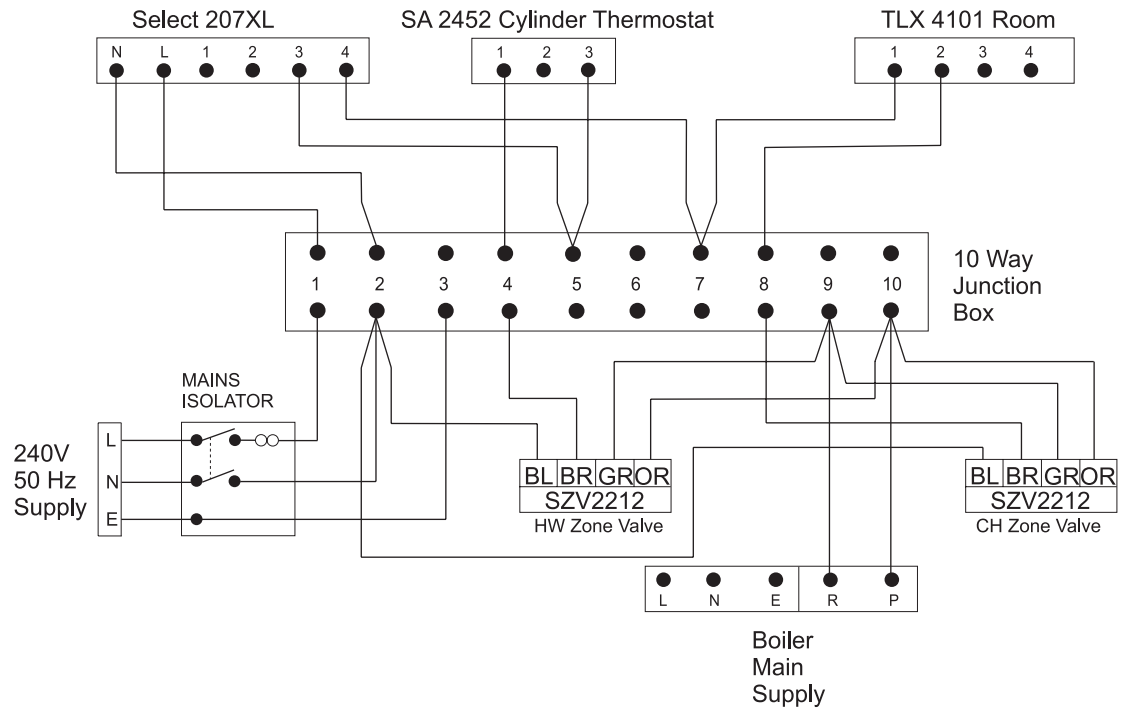 Select 207XL
SA 2452 Cylinder Thermostat
TLX 4101 Room
N L 1 2 3 4
1 2 3
1 2 3 4
1 2 3 4 5 6 7 8 9 10
10 Way
Junction
Box
MAINS
ISOLATOR
240V
50 Hz
Supply
L
N
E
BL BR GR OR
SZV2212
HW Zone Valve
BL BR GR OR
SZV2212
CH Zone Valve
L N E R P
Boiler
Main
Supply